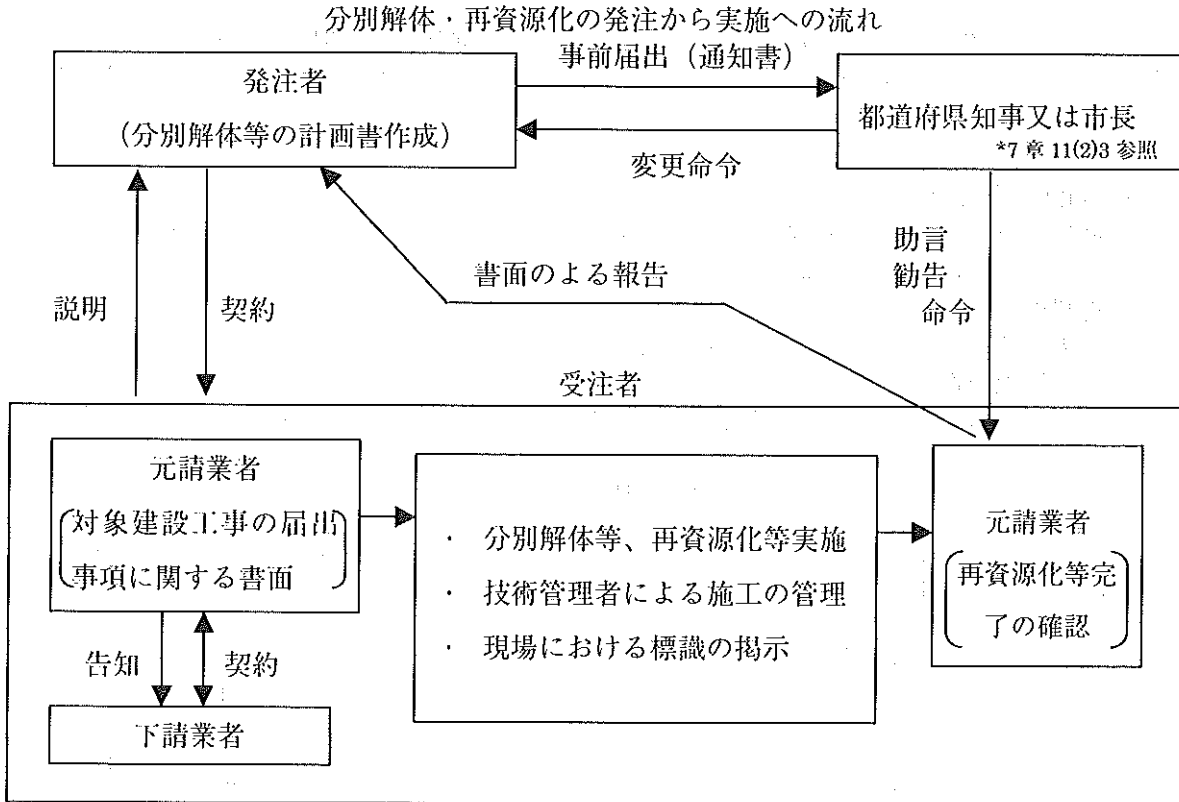 分別解体・再資源化の発注から実施への流れ
事前届出（通知書）
発注者
（分別解体等の計画書作成）
都道府県知事又は市長
*7 章 11(2)3 参照
変更命令
助言
勧告
命令
書面のよる報告
説明
契約
受注者
元請業者
対象建設工事の届出
事項に関する書面
・ 分別解体等、再資源化等実施
・ 技術管理者による施工の管理
・ 現場における標識の掲示
元請業者
再資源化等完
了の確認
告知
契約
下請業者